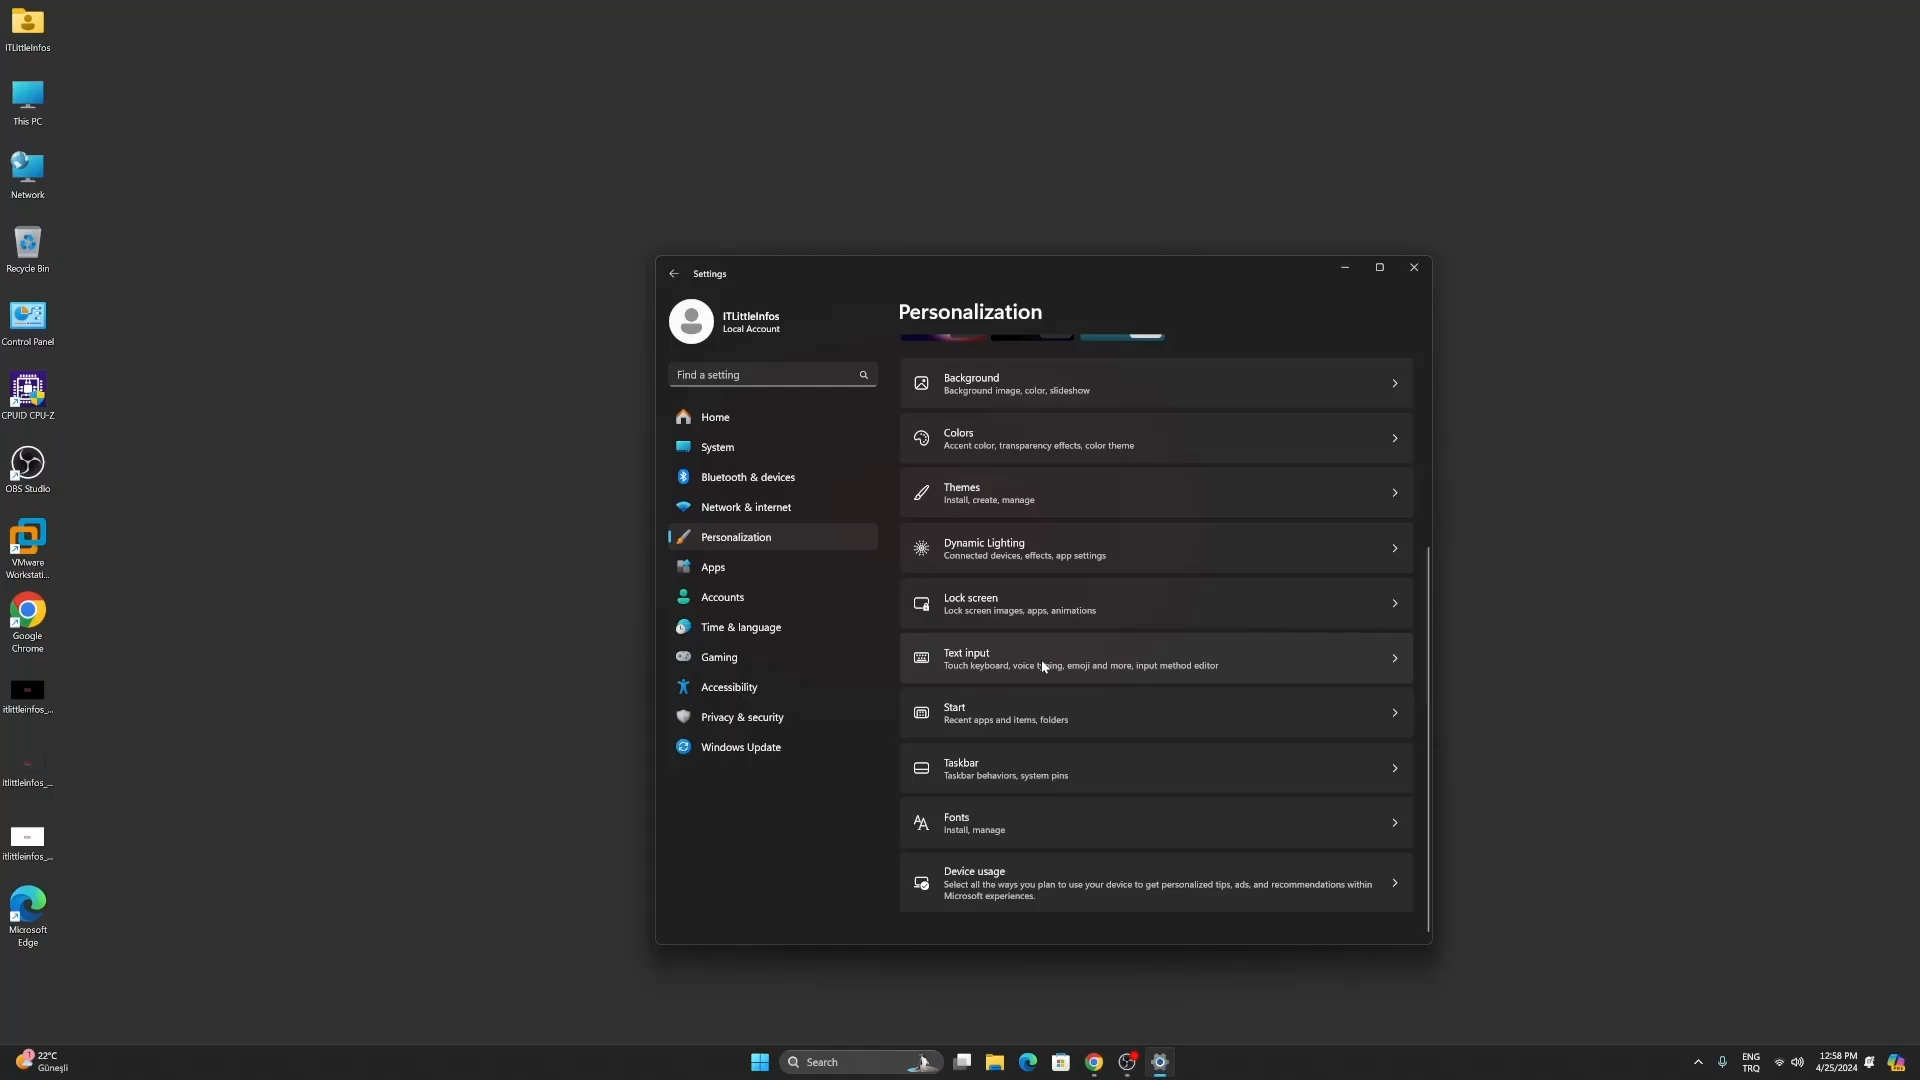 ITLittleInfos
This PC
Network
Recycle Bin
Control Panel
CPUID CPU-Z
OBS Studio
VMware
Workstati...
Google
Chrome
itlittleinfos_...
itlittleinfos_...
itlittleinfos_...
Microsoft
Edge
Settings
ITLittleInfos
Local Account
Find a setting
Home
System
Bluetooth & devices
Network & internet
Personalization
Apps
Accounts
Time & language
Gaming
Accessibility
Privacy & security
Windows Update
Personalization
Background
Background image, color, slideshow
Colors
Accent color, transparency effects, color theme
Themes
Install, create, manage
Dynamic Lighting
Connected devices, effects, app settings
Lock screen
Lock screen images, apps, animations
Text input
Touch keyboard, voice typing, emoji and more, input method editor
Start
Recent apps and items, folders
Taskbar
Taskbar behaviors, system pins
Fonts
Install, manage
Device usage
Select all the ways you plan to use your device to get personalized tips, ads, and recommendations within
Microsoft experiences.
1
22°C
Güneşli
Search
ENG
TRQ
12:58 PM
4/25/2024